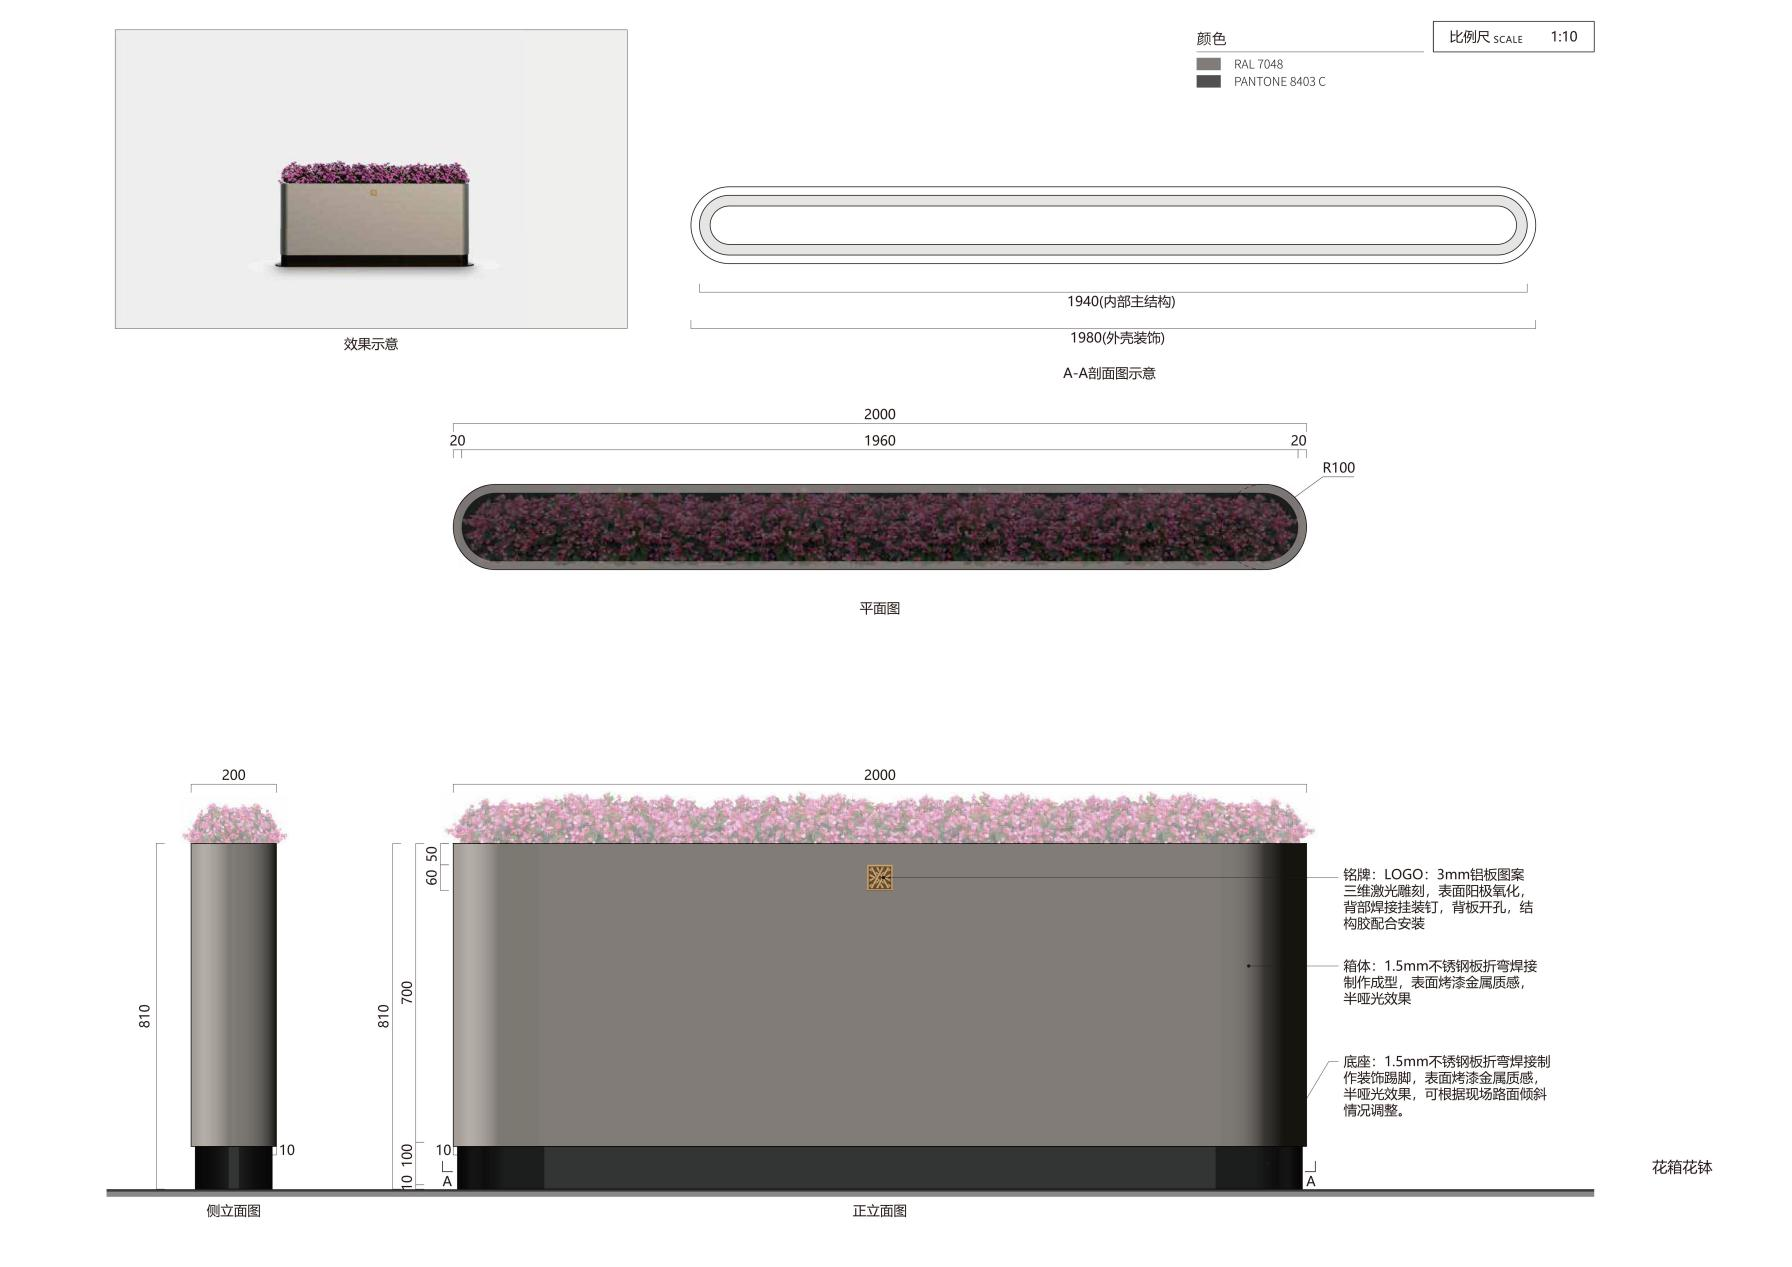 颜色
比例尺 SCALE 1:10
RAL 7048
PANTONE 8403 C
效果示意
1940(内部主结构)
1980(外壳装饰)
A-A剖面图示意
2000
20 1960 20
R100
平面图
200
2000
50
60
铭牌：LOGO：3mm铝板图案
三维激光雕刻，表面阳极氧化，
背部焊接挂装钉，背板开孔，结
构胶配合安装
箱体：1.5mm不锈钢板折弯焊接
制作成型，表面烤漆金属质感，
半哑光效果
810
810
700
底座：1.5mm不锈钢板折弯焊接制
作装饰踢脚，表面烤漆金属质感，
半哑光效果，可根据现场路面倾斜
情况调整。
10
100
10
10
A
A
花箱花钵
侧立面图
正立面图